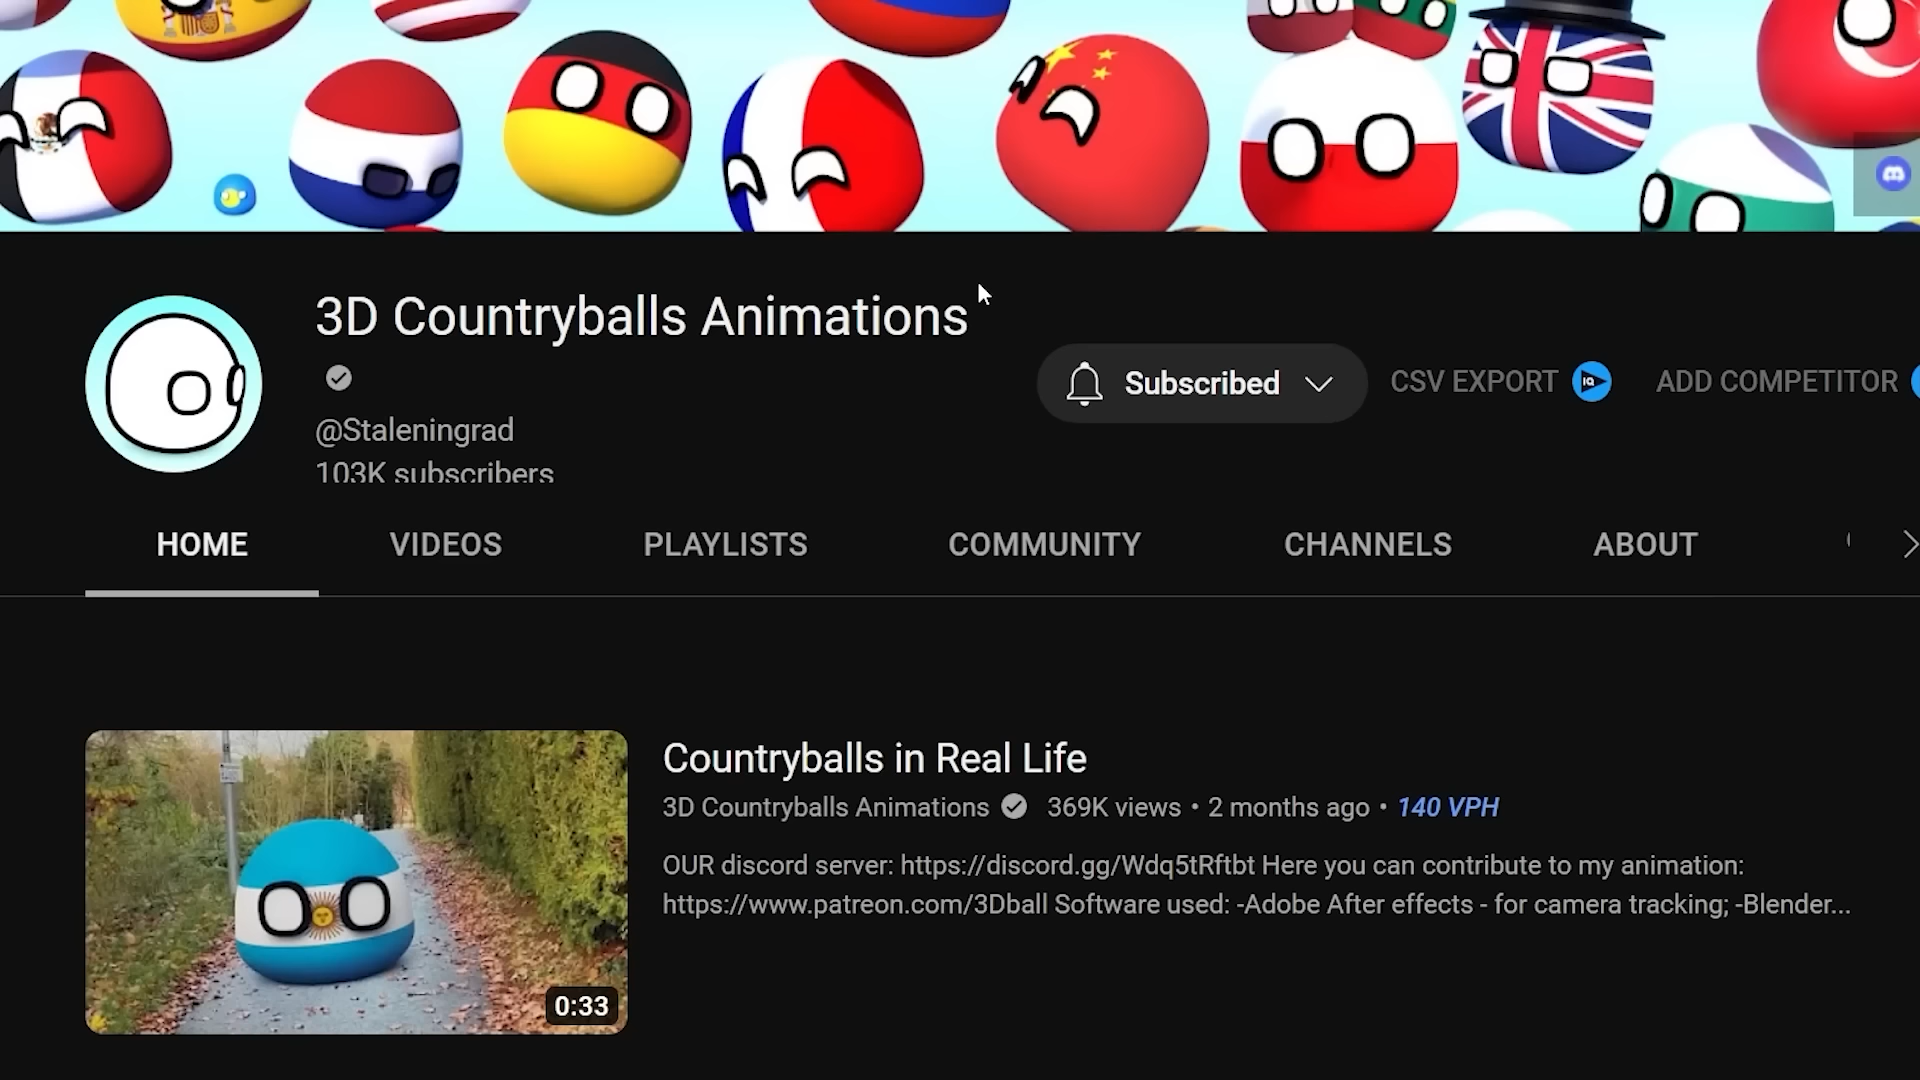 3D Countryballs Animations
@Staleningrad
103K subscribers
Subscribed
CSV EXPORT
IQ
ADD COMPETITOR
HOME
VIDEOS
PLAYLISTS
COMMUNITY
CHANNELS
ABOUT
0:33
Countryballs in Real Life
3D Countryballs Animations 369K views • 2 months ago • 140 VPH
OUR discord server: https://discord.gg/Wdq5tRftbt Here you can contribute to my animation:
https://www.patreon.com/3Dball Software used: -Adobe After effects - for camera tracking; -Blender...